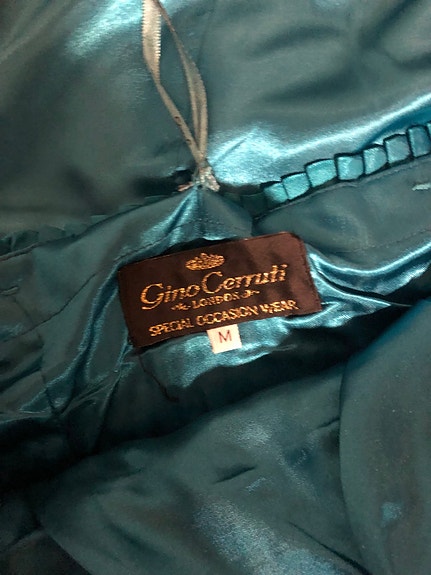 Gino Cerruti
LONDON
SPECIAL OCCASION WEAR
M